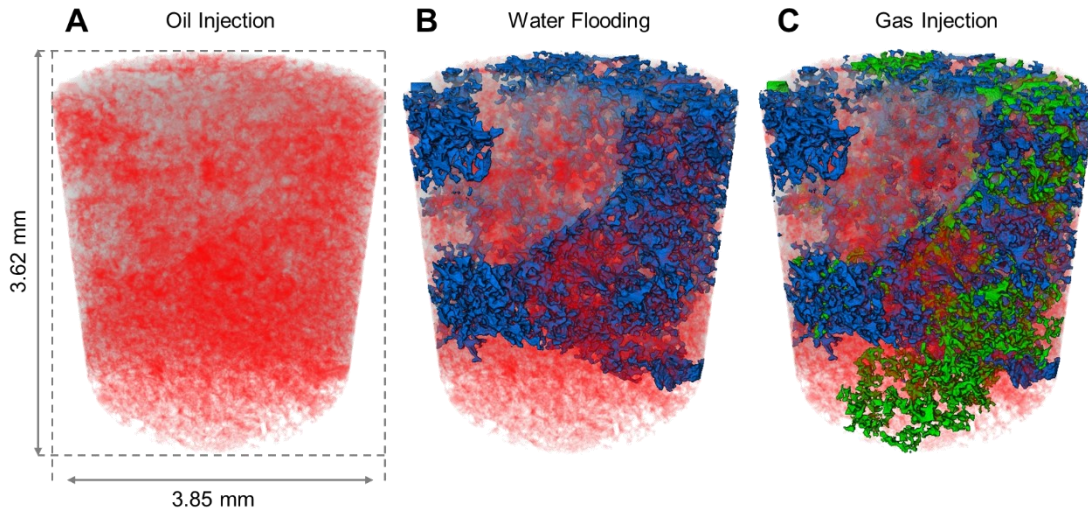 A Oil Injection
B Water Flooding
C Gas Injection
3.62 mm
3.85 mm